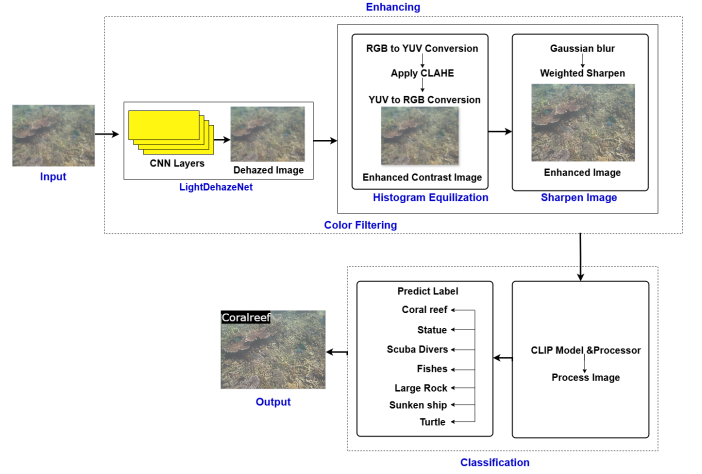 Enhancing
RGB to YUV Conversion
Apply CLAHE
YUV to RGB Conversion
Enhanced Contrast Image
Histogram Equilization
Gaussian blur
Weighted Sharpen
Enhanced Image
Sharpen Image
Input
CNN Layers
Dehazed Image
LightDehazeNet
Color Filtering
Predict Label
Coral reef
Statue
Scuba Divers
Fishes
Large Rock
Sunken ship
Turtle
CLIP Model &Processor
Process Image
Coralreef
Output
Classification